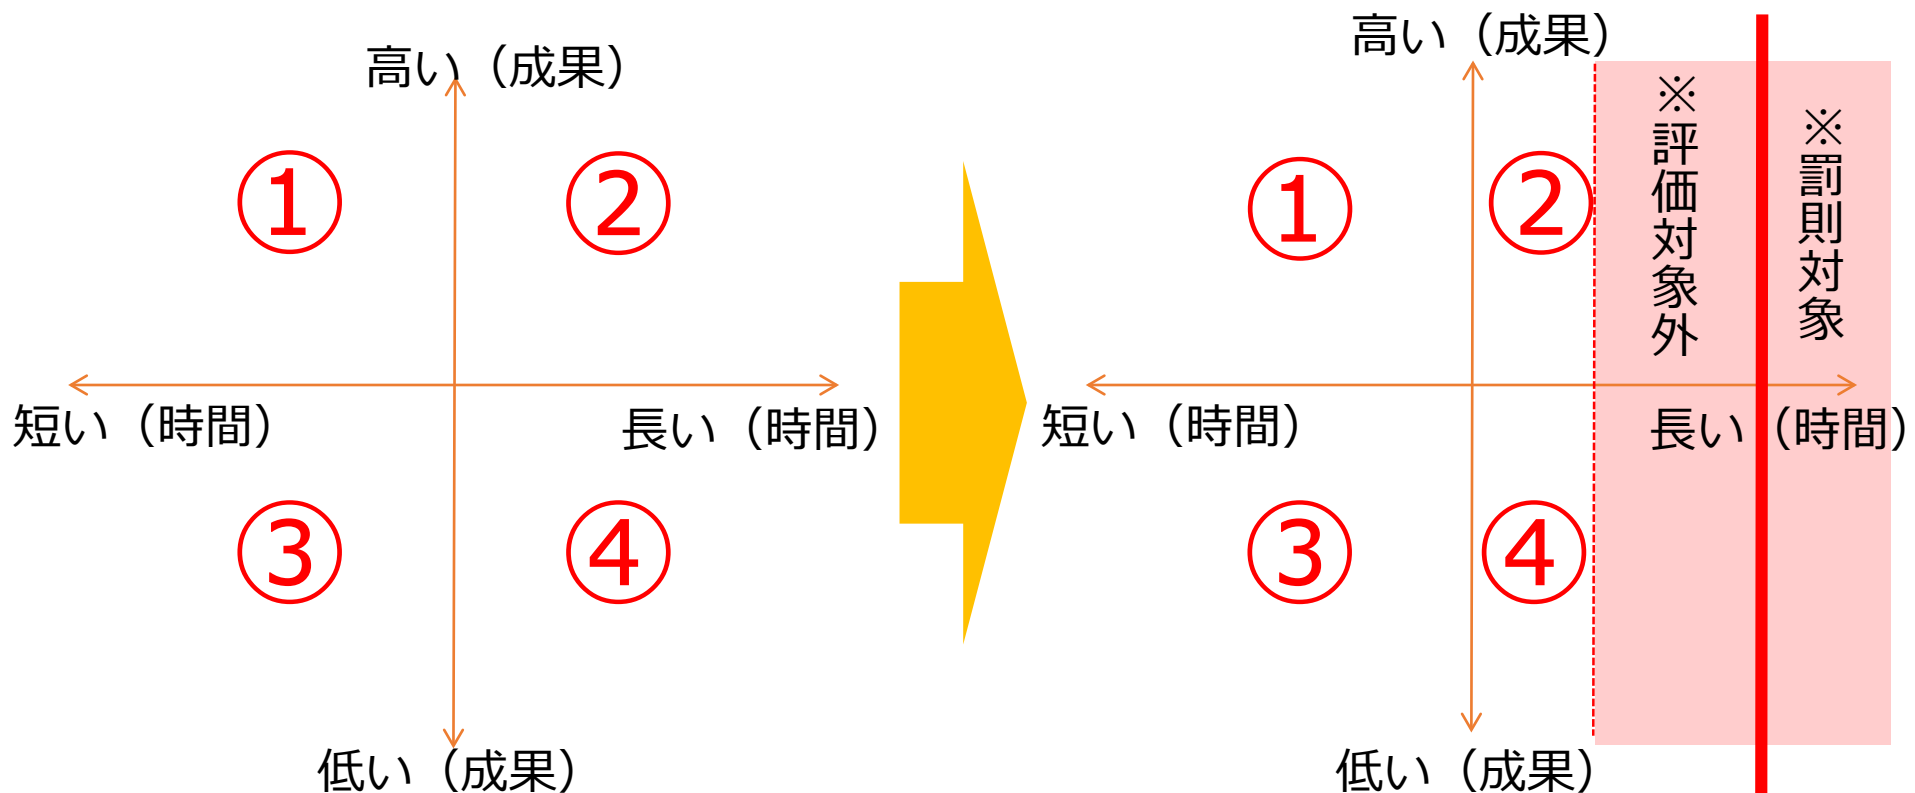 高い（成果）
①
②
短い（時間）
長い（時間）
③
④
低い（成果）
高い（成果）
※評価対象外
※罰則対象
①
②
短い（時間）
長い（時間）
③
④
低い（成果）